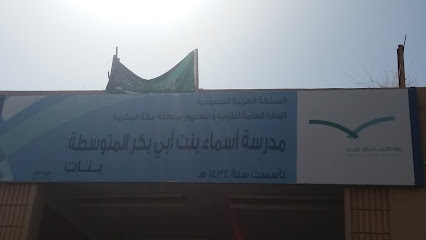 المملكة العربية السعودية
الإدارة العامة للتربية والتعليم بمنطقة مكة المكرمة
مدرسة أسماء بنت أبي بكر المتوسطة
بنات
تأسست سنة ١٤٣٤ هـ